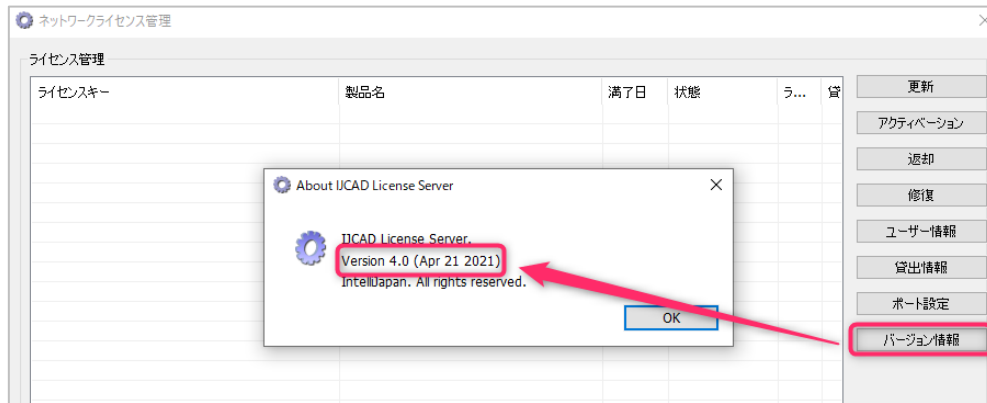 ネットワークライセンス管理
ライセンス管理
ライセンスキー 製品名 満了日 状態 ラ... 貸
更新
アクティベーション
返却
修復
ユーザー情報
貸出情報
ポート設定
バージョン情報
About IJCAD License Server
IJCAD License Server.
Version 4.0 (Apr 21 2021)
IntelliJapan. All rights reserved.
OK